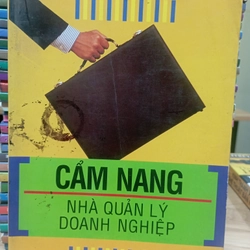 CẨM NANG
NHÀ QUẢN LÝ
DOANH NGHIỆP